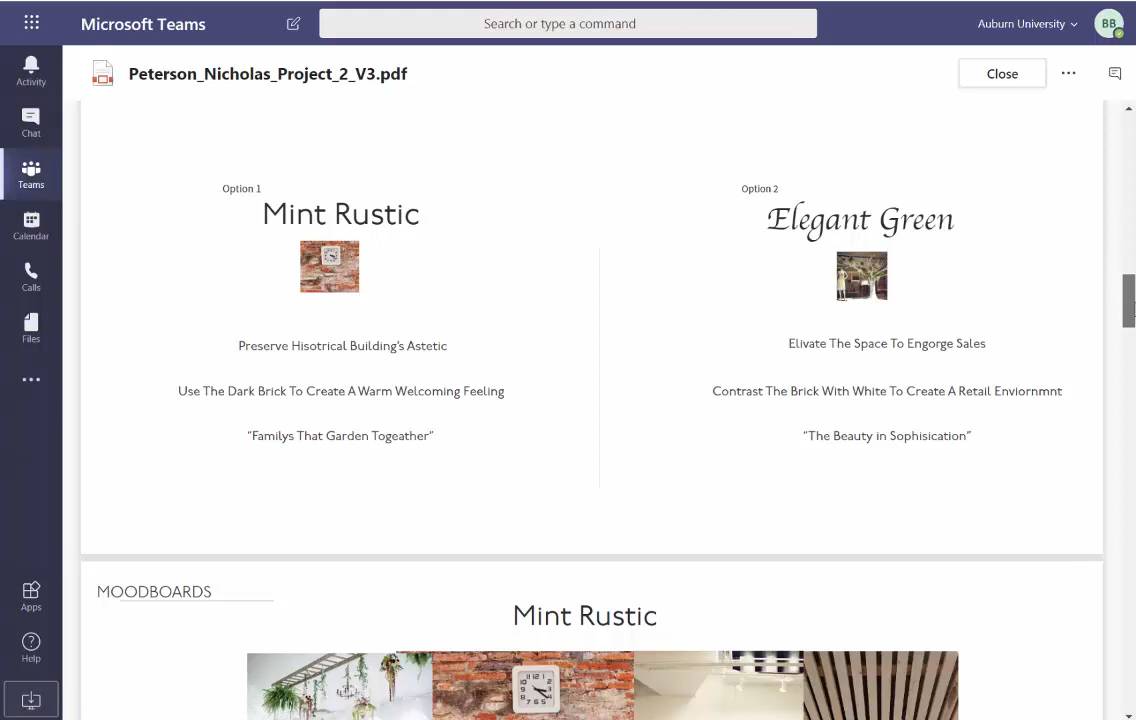 Microsoft Teams
Search or type a command
Auburn University
BB
Activity
Chat
Teams
Calendar
Calls
Files
Apps
Help
Peterson_Nicholas_Project_2_V3.pdf
Close
Option 1
Mint Rustic
Preserve Hisotrical Building's Astetic
Use The Dark Brick To Create A Warm Welcoming Feeling
"Familys That Garden Togeather"
Option 2
Elegant Green
Elivate The Space To Engorge Sales
Contrast The Brick With White To Create A Retail Enviornmnt
"The Beauty in Sophisication"
MOODBOARDS
Mint Rustic